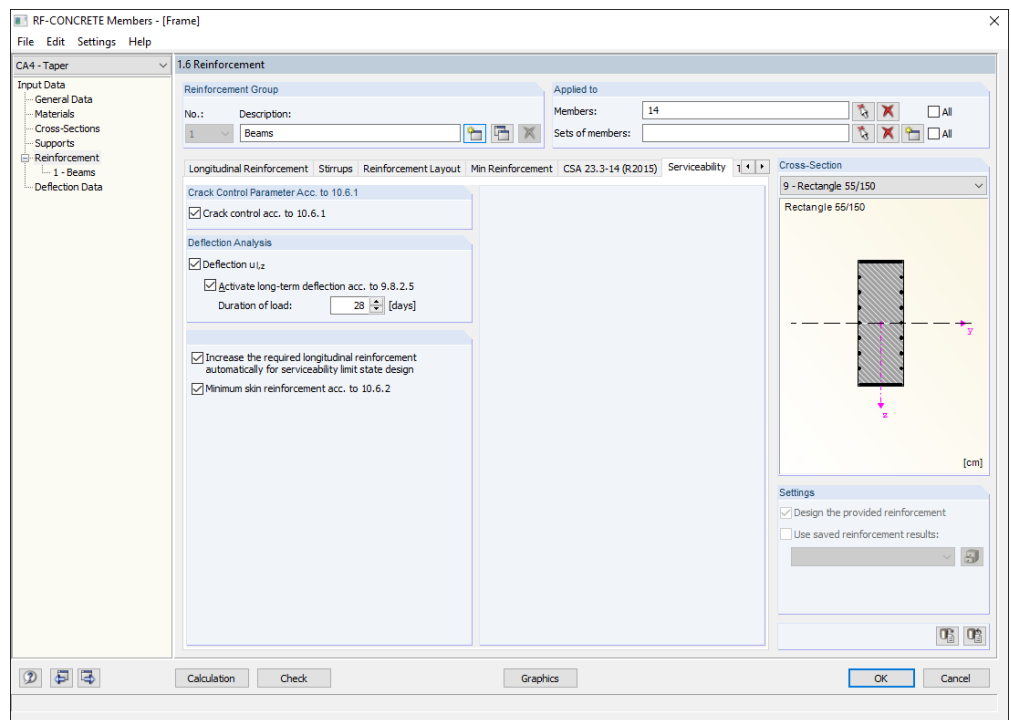 RF-CONCRETE Members - [Frame]
File Edit Settings Help
CA4 - Taper
Input Data
General Data
Materials
Cross-Sections
Supports
Reinforcement
1 - Beams
Deflection Data
1.6 Reinforcement
Reinforcement Group
No.: Description:
1 Beams
Applied to
Members: 14 All
Sets of members: All
Longitudinal Reinforcement Stirrups Reinforcement Layout Min Reinforcement CSA 23.3-14 (R2015) Serviceability
Crack Control Parameter Acc. to 10.6.1
Crack control acc. to 10.6.1
Deflection Analysis
Deflection ul,z
Activate long-term deflection acc. to 9.8.2.5
Duration of load: 28 [days]
Increase the required longitudinal reinforcement
automatically for serviceability limit state design
Minimum skin reinforcement acc. to 10.6.2
Cross-Section
9 - Rectangle 55/150
Rectangle 55/150
y
z
[cm]
Settings
Design the provided reinforcement
Use saved reinforcement results:
Calculation Check Graphics OK Cancel